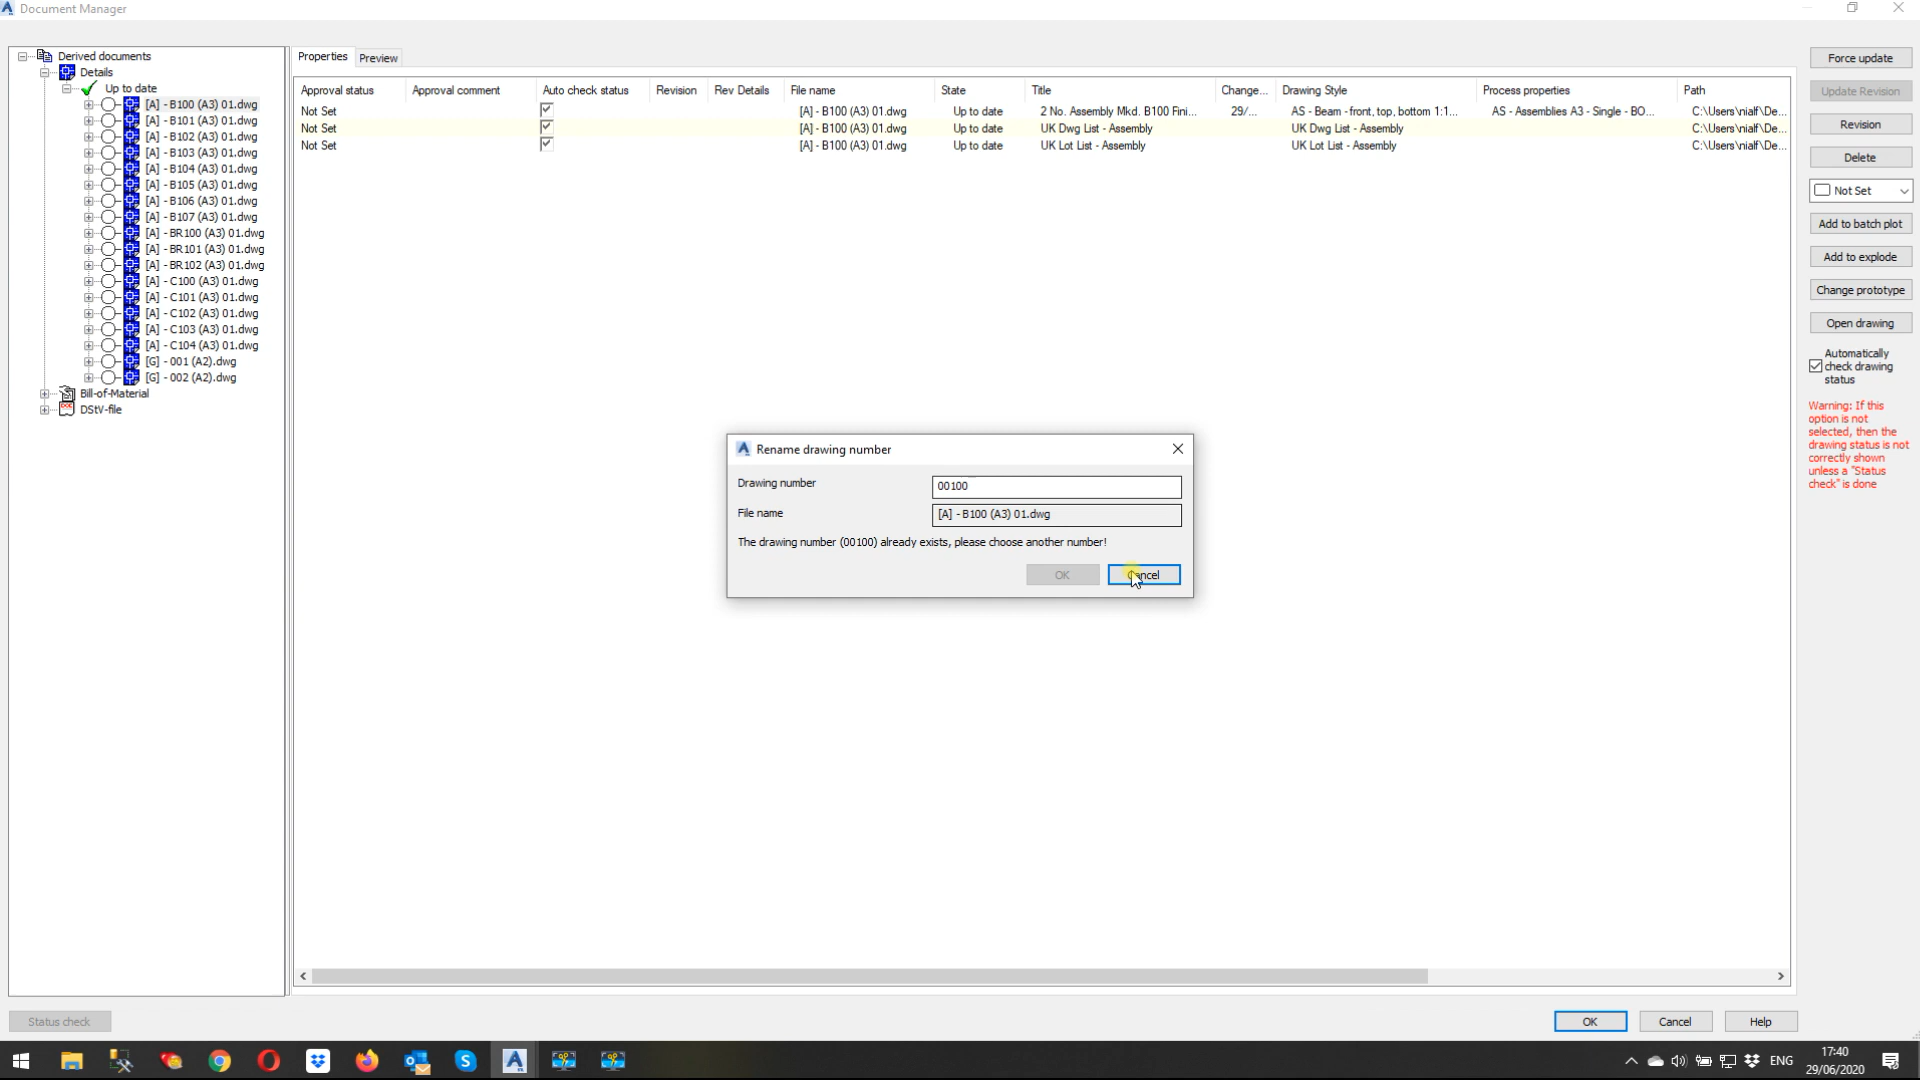 Document Manager
Derived documents
Details
Up to date
[A] - B100 (A3) 01.dwg
[A] - B101 (A3) 01.dwg
[A] - B102 (A3) 01.dwg
[A] - B103 (A3) 01.dwg
[A] - B104 (A3) 01.dwg
[A] - B105 (A3) 01.dwg
[A] - B106 (A3) 01.dwg
[A] - B107 (A3) 01.dwg
[A] - BR100 (A3) 01.dwg
[A] - BR101 (A3) 01.dwg
[A] - BR102 (A3) 01.dwg
[A] - C100 (A3) 01.dwg
[A] - C101 (A3) 01.dwg
[A] - C102 (A3) 01.dwg
[A] - C103 (A3) 01.dwg
[A] - C104 (A3) 01.dwg
[G] - 001 (A2).dwg
[G] - 002 (A2).dwg
Bill-of-Material
DStV-file
Properties Preview
Approval status Approval comment Auto check status Revision Rev Details File name State Title Change... Drawing Style Process properties Path
Not Set [A] - B100 (A3) 01.dwg Up to date 2 No. Assembly Mkd. B100 Fini... 29/... AS - Beam - front, top, bottom 1:1... AS - Assemblies A3 - Single - BO... C:\Users\nialf\De...
Not Set [A] - B100 (A3) 01.dwg Up to date UK Dwg List - Assembly UK Dwg List - Assembly C:\Users\nialf\De...
Not Set [A] - B100 (A3) 01.dwg Up to date UK Lot List - Assembly UK Lot List - Assembly C:\Users\nialf\De...
Rename drawing number
Drawing number 00100
File name [A] - B100 (A3) 01.dwg
The drawing number (00100) already exists, please choose another number!
OK Cancel
Force update
Update Revision
Revision
Delete
Not Set
Add to batch plot
Add to explode
Change prototype
Open drawing
Automatically
check drawing
status
Warning: If this
option is not
selected, then the
drawing status is not
correctly shown
unless a "Status
check" is done
Status check OK Cancel Help
ENG 17:40
29/06/2020